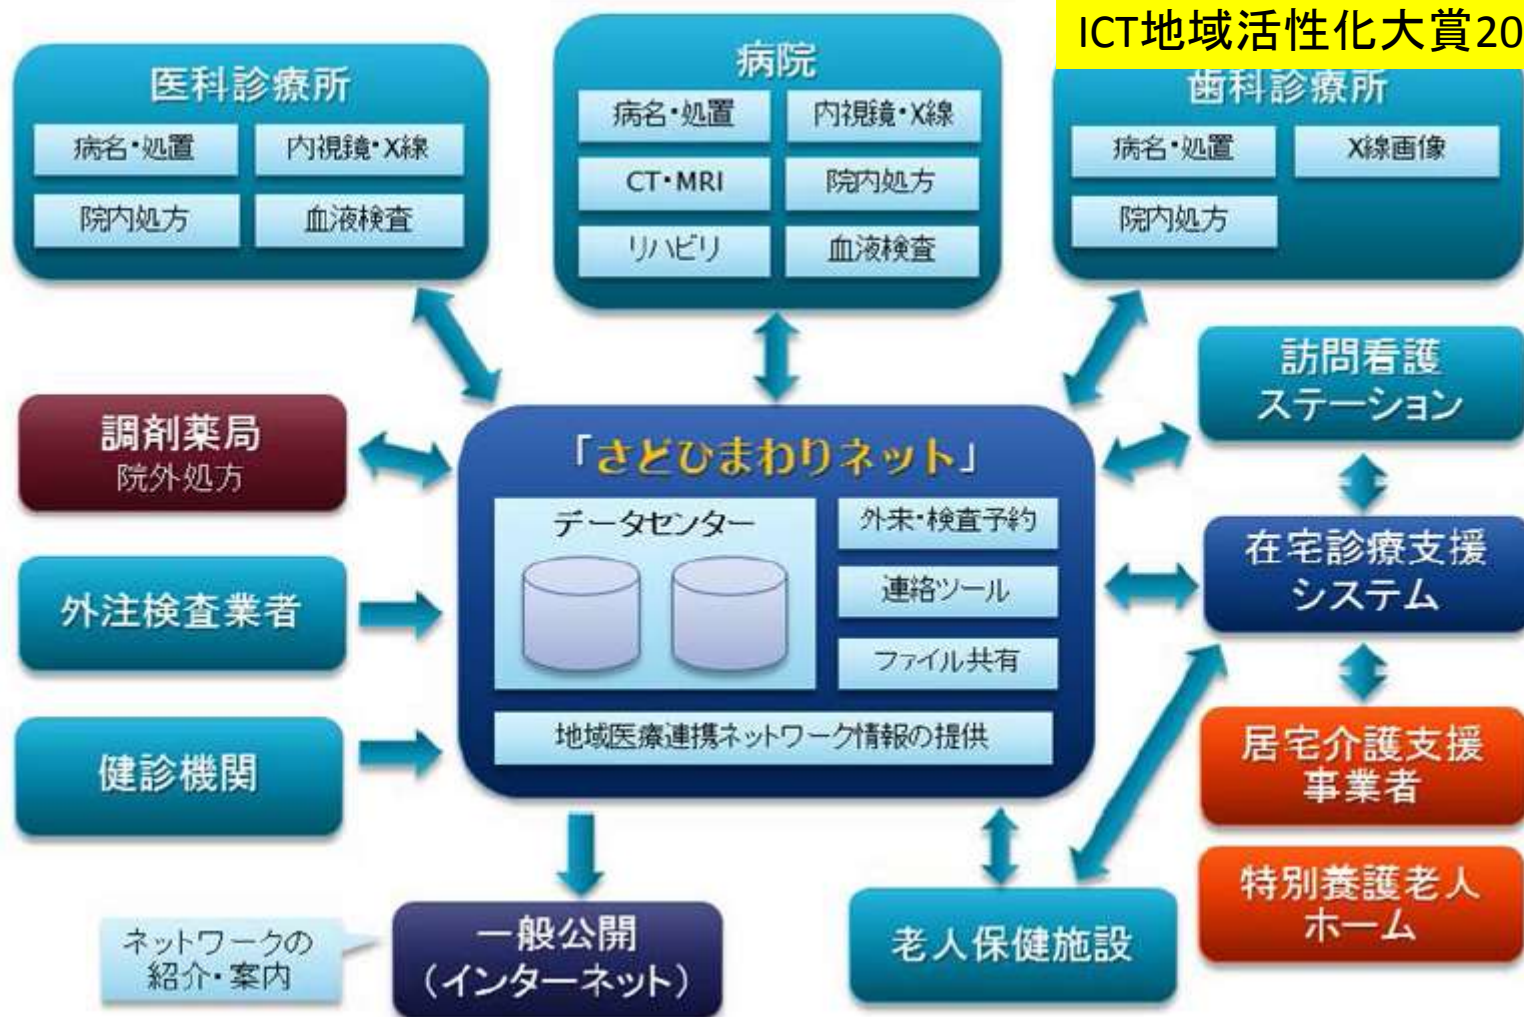 ICT地域活性化大賞20
医科診療所
病名・処置
内視鏡・X線
院内処方
血液検査
病院
病名・処置
内視鏡・X線
CT・MRI
院内処方
リハビリ
血液検査
歯科診療所
病名・処置
X線画像
院内処方
調剤薬局
院外処方
外注検査業者
健診機関
「さどひまわりネット」
データセンター
外来・検査予約
連絡ツール
ファイル共有
地域医療連携ネットワーク情報の提供
訪問看護
ステーション
在宅診療支援
システム
居宅介護支援
事業者
特別養護老人
ホーム
老人保健施設
一般公開
（インターネット）
ネットワークの
紹介・案内